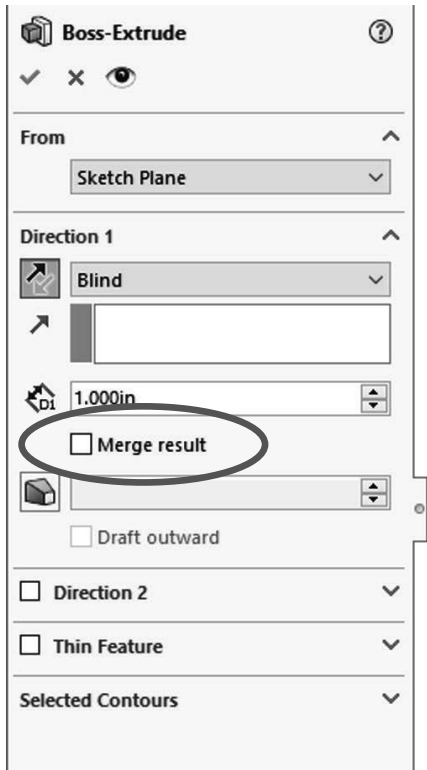 Boss-Extrude
From
Sketch Plane
Direction 1
Blind
D1 1.000in
Merge result
Draft outward
Direction 2
Thin Feature
Selected Contours